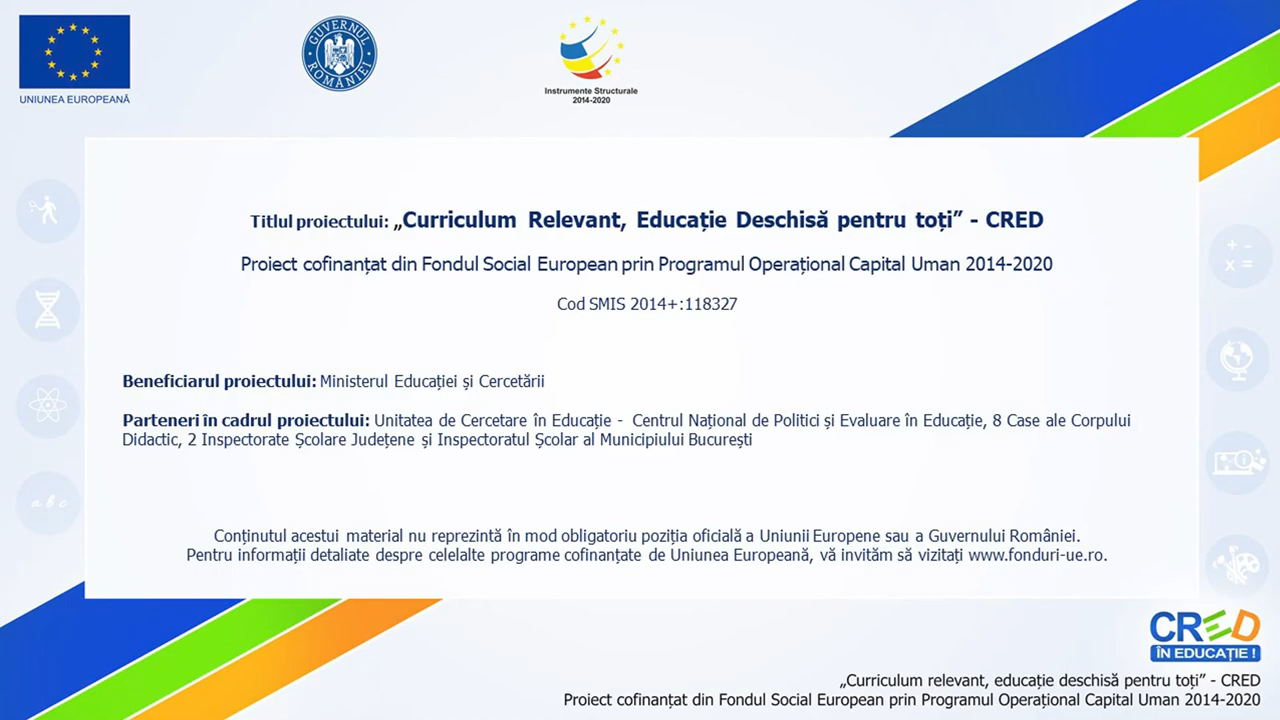 UNIUNEA EUROPEANĂ
GUVERNUL ROMÂNIEI
Instrumente Structurale
2014-2020
Titlul proiectului: „Curriculum Relevant, Educație Deschisă pentru toți” - CRED
Proiect cofinanțat din Fondul Social European prin Programul Operațional Capital Uman 2014-2020
Cod SMIS 2014+:118327
Beneficiarul proiectului: Ministerul Educației și Cercetării
Parteneri în cadrul proiectului: Unitatea de Cercetare în Educație - Centrul Național de Politici și Evaluare în Educație, 8 Case ale Corpului
Didactic, 2 Inspectorate Școlare Județene și Inspectoratul Școlar al Municipiului București
Conținutul acestui material nu reprezintă în mod obligatoriu poziția oficială a Uniunii Europene sau a Guvernului României.
Pentru informații detaliate despre celelalte programe cofinanțate de Uniunea Europeană, vă invităm să vizitați www.fonduri-ue.ro.
+ -
x =
a b c
CRED
ÎN EDUCAȚIE !
„Curriculum relevant, educație deschisă pentru toți” - CRED
Proiect cofinanțat din Fondul Social European prin Programul Operațional Capital Uman 2014-2020